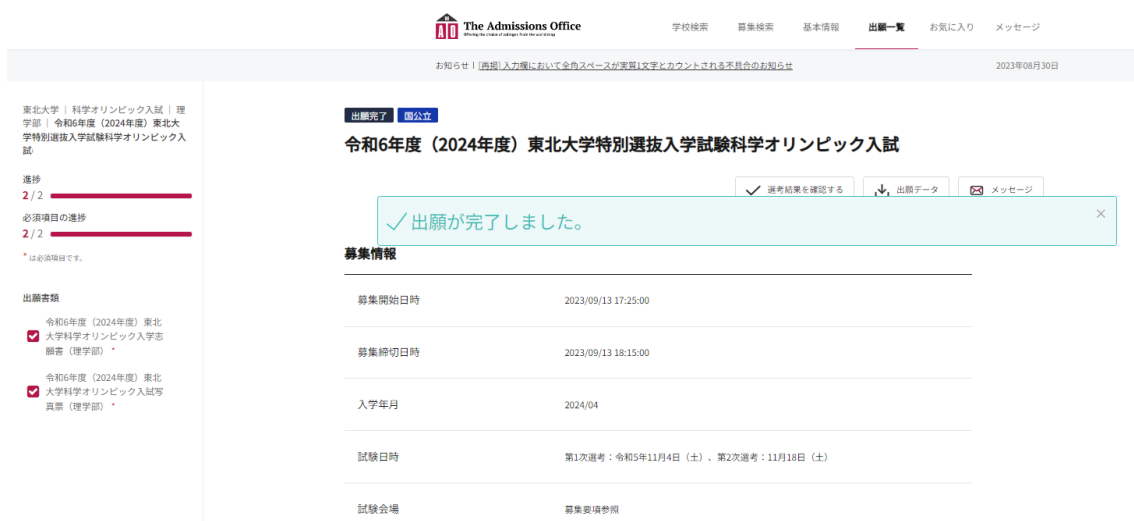 The Admissions Office
学校検索 募集検索 基本情報 出願一覧 お気に入り メッセージ
お知らせ | [再掲] 入力欄において全角スペースが実質1文字とカウントされる不具合のお知らせ 2023年08月30日
東北大学 | 科学オリンピック入試 | 理
学部 | 令和6年度（2024年度）東北大
学特別選抜入学試験科学オリンピック入
試
進捗
2 / 2
必須項目の進捗
2 / 2
* は必須項目です。
出願書類
令和6年度（2024年度）東北
大学科学オリンピック入学志
願書（理学部） *
令和6年度（2024年度）東北
大学科学オリンピック入試写
真票（理学部） *
出願完了 国公立
令和6年度（2024年度）東北大学特別選抜入学試験科学オリンピック入試
選考結果を確認する 出願データ メッセージ
出願が完了しました。
募集情報
募集開始日時 2023/09/13 17:25:00
募集締切日時 2023/09/13 18:15:00
入学年月 2024/04
試験日時 第1次選考：令和5年11月4日（土）、第2次選考：11月18日（土）
試験会場 募集要項参照